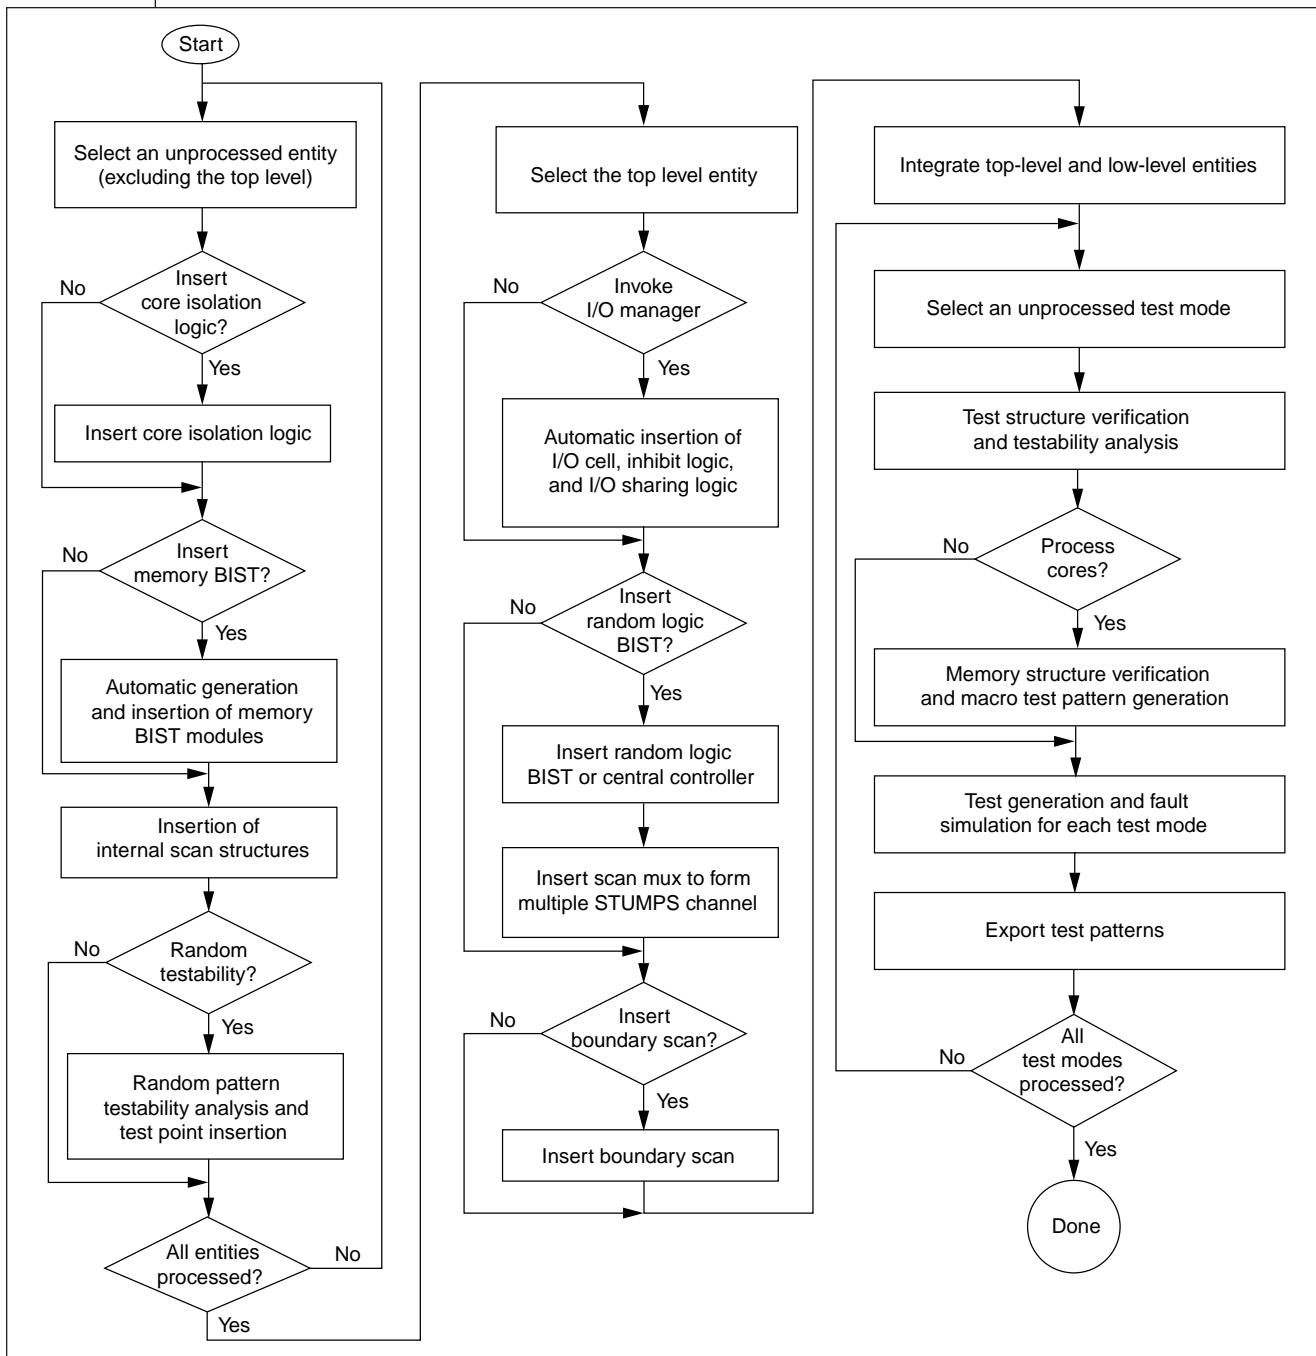 Start
Select an unprocessed entity
(excluding the top level)
Insert
core isolation
logic?
No
Yes
Insert core isolation logic
Insert
memory BIST?
No
Yes
Automatic generation
and insertion of memory
BIST modules
Insertion of
internal scan structures
Random
testability?
No
Yes
Random pattern
testability analysis and
test point insertion
All entities
processed?
No
Yes
Select the top level entity
Invoke
I/O manager
No
Yes
Automatic insertion of
I/O cell, inhibit logic,
and I/O sharing logic
Insert
random logic
BIST?
No
Yes
Insert random logic
BIST or central controller
Insert scan mux to form
multiple STUMPS channel
Insert
boundary scan?
No
Yes
Insert boundary scan
Integrate top-level and low-level entities
Select an unprocessed test mode
Test structure verification
and testability analysis
Process
cores?
No
Yes
Memory structure verification
and macro test pattern generation
Test generation and fault
simulation for each test mode
Export test patterns
All
test modes
processed?
No
Yes
Done